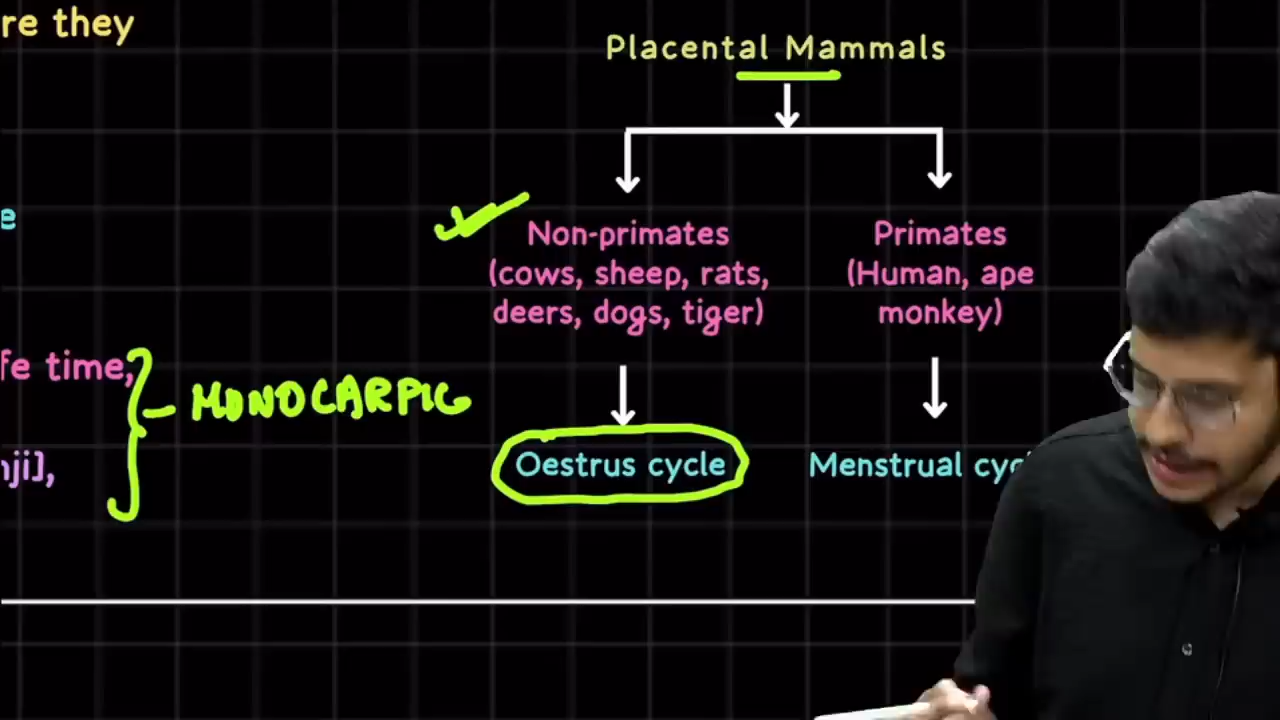 re they
Placental Mammals
e
Non-primates
(cows, sheep, rats,
deers, dogs, tiger)
Primates
(Human, ape
monkey)
fe time,
MONOCARPIC
nji],
Oestrus cycle
Menstrual cyc